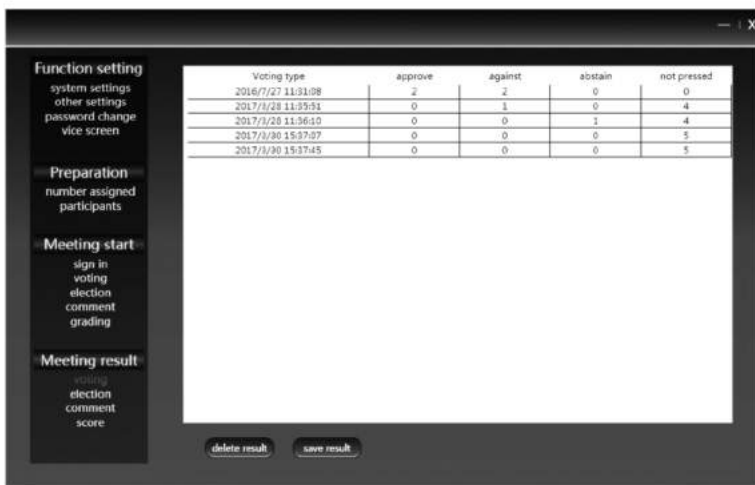 — X
Function setting
system settings
other settings
password change
vice screen
Preparation
number assigned
participants
Meeting start
sign in
voting
election
comment
grading
Meeting result
voting
election
comment
score
Voting type approve against abstain not pressed
2016/7/27 11:31:08 2 2 0 0
2017/3/28 11:35:51 0 1 0 4
2017/3/28 11:36:10 0 0 1 4
2017/3/30 15:37:07 0 0 0 5
2017/3/30 15:37:45 0 0 0 5
delete result save result